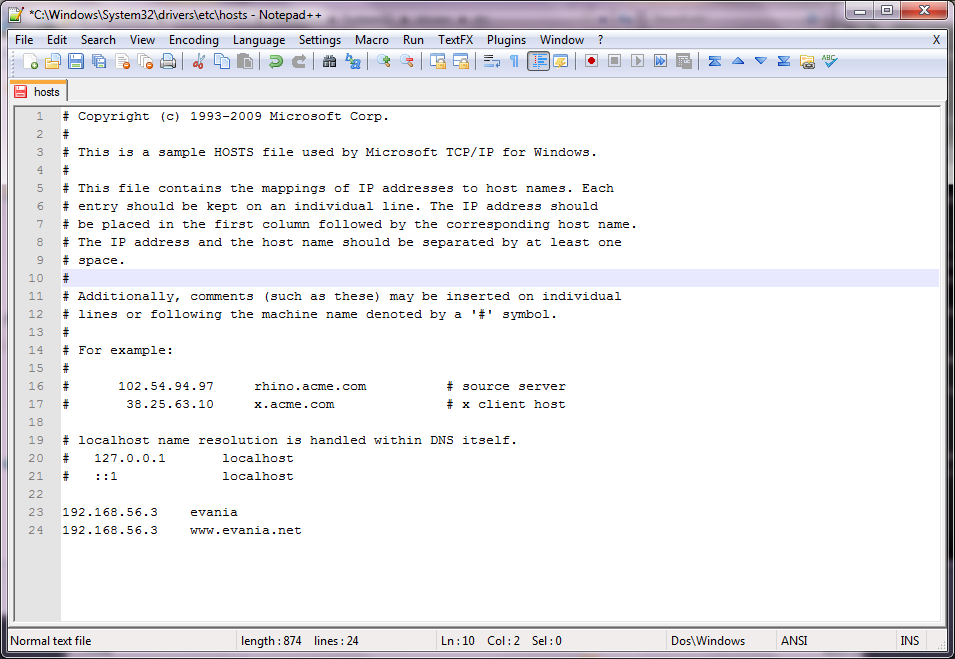 *C:\Windows\System32\drivers\etc\hosts - Notepad++
File Edit Search View Encoding Language Settings Macro Run TextFX Plugins Window ? X
hosts
1 # Copyright (c) 1993-2009 Microsoft Corp.
2 #
3 # This is a sample HOSTS file used by Microsoft TCP/IP for Windows.
4 #
5 # This file contains the mappings of IP addresses to host names. Each
6 # entry should be kept on an individual line. The IP address should
7 # be placed in the first column followed by the corresponding host name.
8 # The IP address and the host name should be separated by at least one
9 # space.
10 #
11 # Additionally, comments (such as these) may be inserted on individual
12 # lines or following the machine name denoted by a '#' symbol.
13 #
14 # For example:
15 #
16 #      102.54.94.97     rhino.acme.com          # source server
17 #       38.25.63.10     x.acme.com              # x client host
18
19 # localhost name resolution is handled within DNS itself.
20 #   127.0.0.1       localhost
21 #   ::1             localhost
22
23 192.168.56.3    evania
24 192.168.56.3    www.evania.net
Normal text file length : 874 lines : 24 Ln : 10 Col : 2 Sel : 0 Dos\Windows ANSI INS